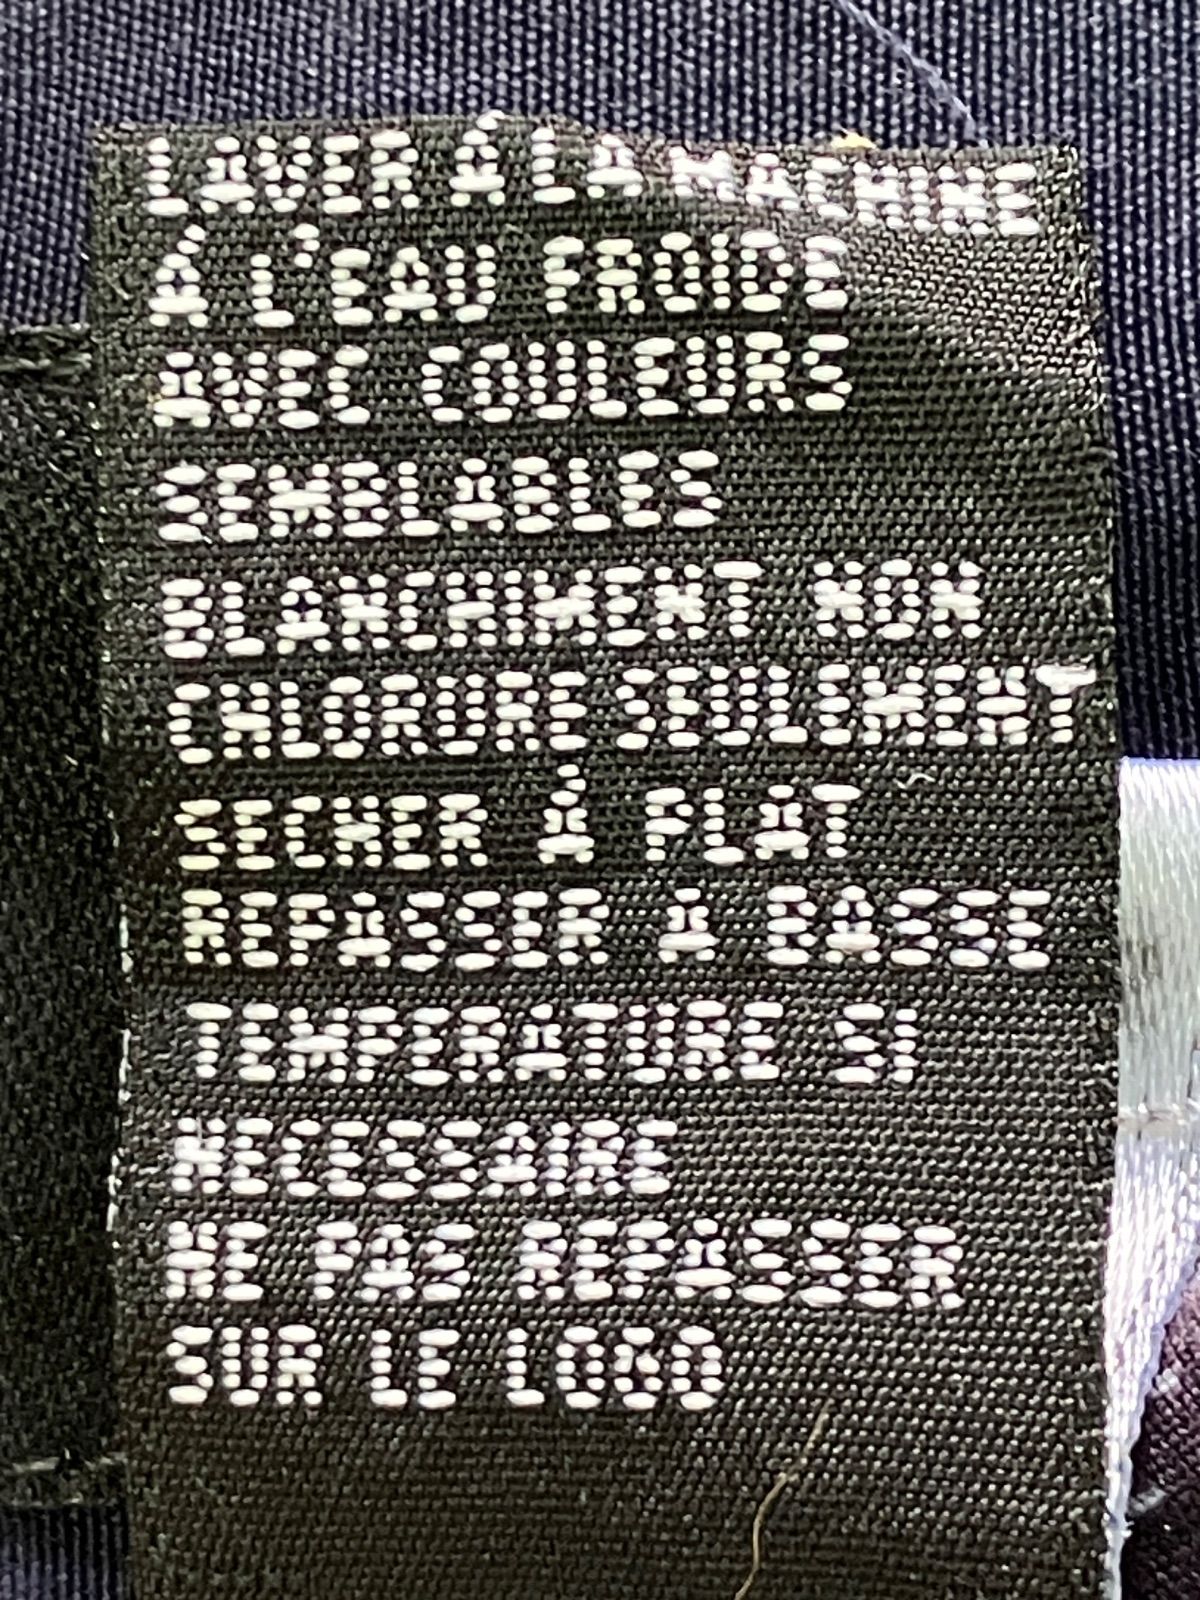 LAVER Á LA MACHINE
Á L'EAU FROIDE
AVEC COULEURS
SEMBLABLES
BLANCHIMENT NON
CHLORURE SEULEMENT
SECHER Á PLAT
REPASSER A BASSE
TEMPERATURE SI
NECESSAIRE
NE PAS REPASSER
SUR LE LOGO